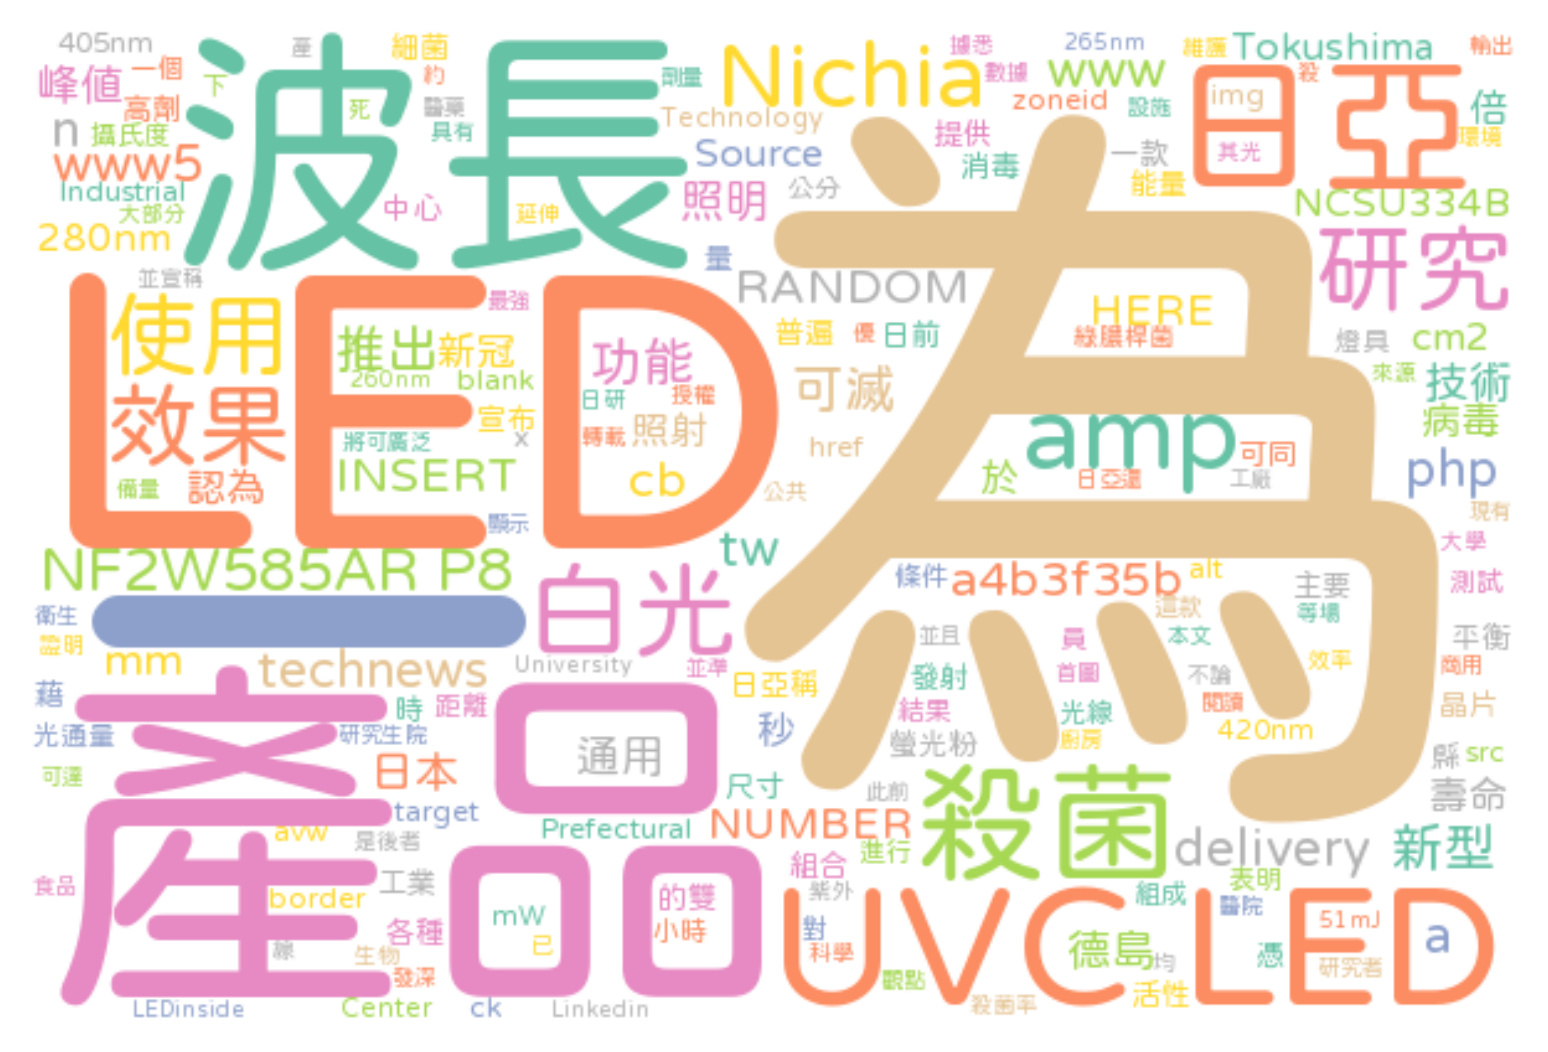 405nm
產
細菌
據悉
265nm
維護
Tokushima
輸出
峰值
一個
下
約
劑量
Nichia
數據
www
殺
高劑
死
醫藥
zoneid
設施
img
倍
n
攝氏度
具有
Technology
提供
日亞
環境
www5
波長
Source
消毒
一款
其光
Industrial
照明
公分
能量
大部分
中心
延伸
NCSU334B
280nm
量
研究
並宣稱
最強
RANDOM
為
HERE
使用
LED
推出
新冠
功能
普遍
優
日前
綠膿桿菌
燈具
cm2
260nm
blank
可滅
來源
技術
效果
日研
授權
宣布
x
轉載
照射
href
amp
病毒
將可廣泛
可同
備量
認為
INSERT
cb
公共
於
日亞還
工廠
php
顯示
現有
NF2W585AR P8
tw
大學
白光
條件
a4b3f35b
alt
主要
測試
衛生
一
這款
等場
證明
mm
technews
University
並準
並且
員
本文
平衡
藉
日亞稱
發射
首圖
不論
效率
商用
時
距離
結果
光線
閱讀
晶片
光通量
研究生院
秒
螢光粉
廚房
420nm
可達
日本
通用
尺寸
此前
縣
src
壽命
target
Prefectural
NUMBER
殺菌
avw
是後者
進行
delivery
新型
食品
產品
工業
組合
表明
border
mW
的雙
紫外
組成
醫院
51mJ
各種
已
小時
對
UVC LED
a
線
生物
科學
德島
均
憑
研究者
發深
觀點
活性
LEDinside
Center
ck
Linkedin
殺菌率